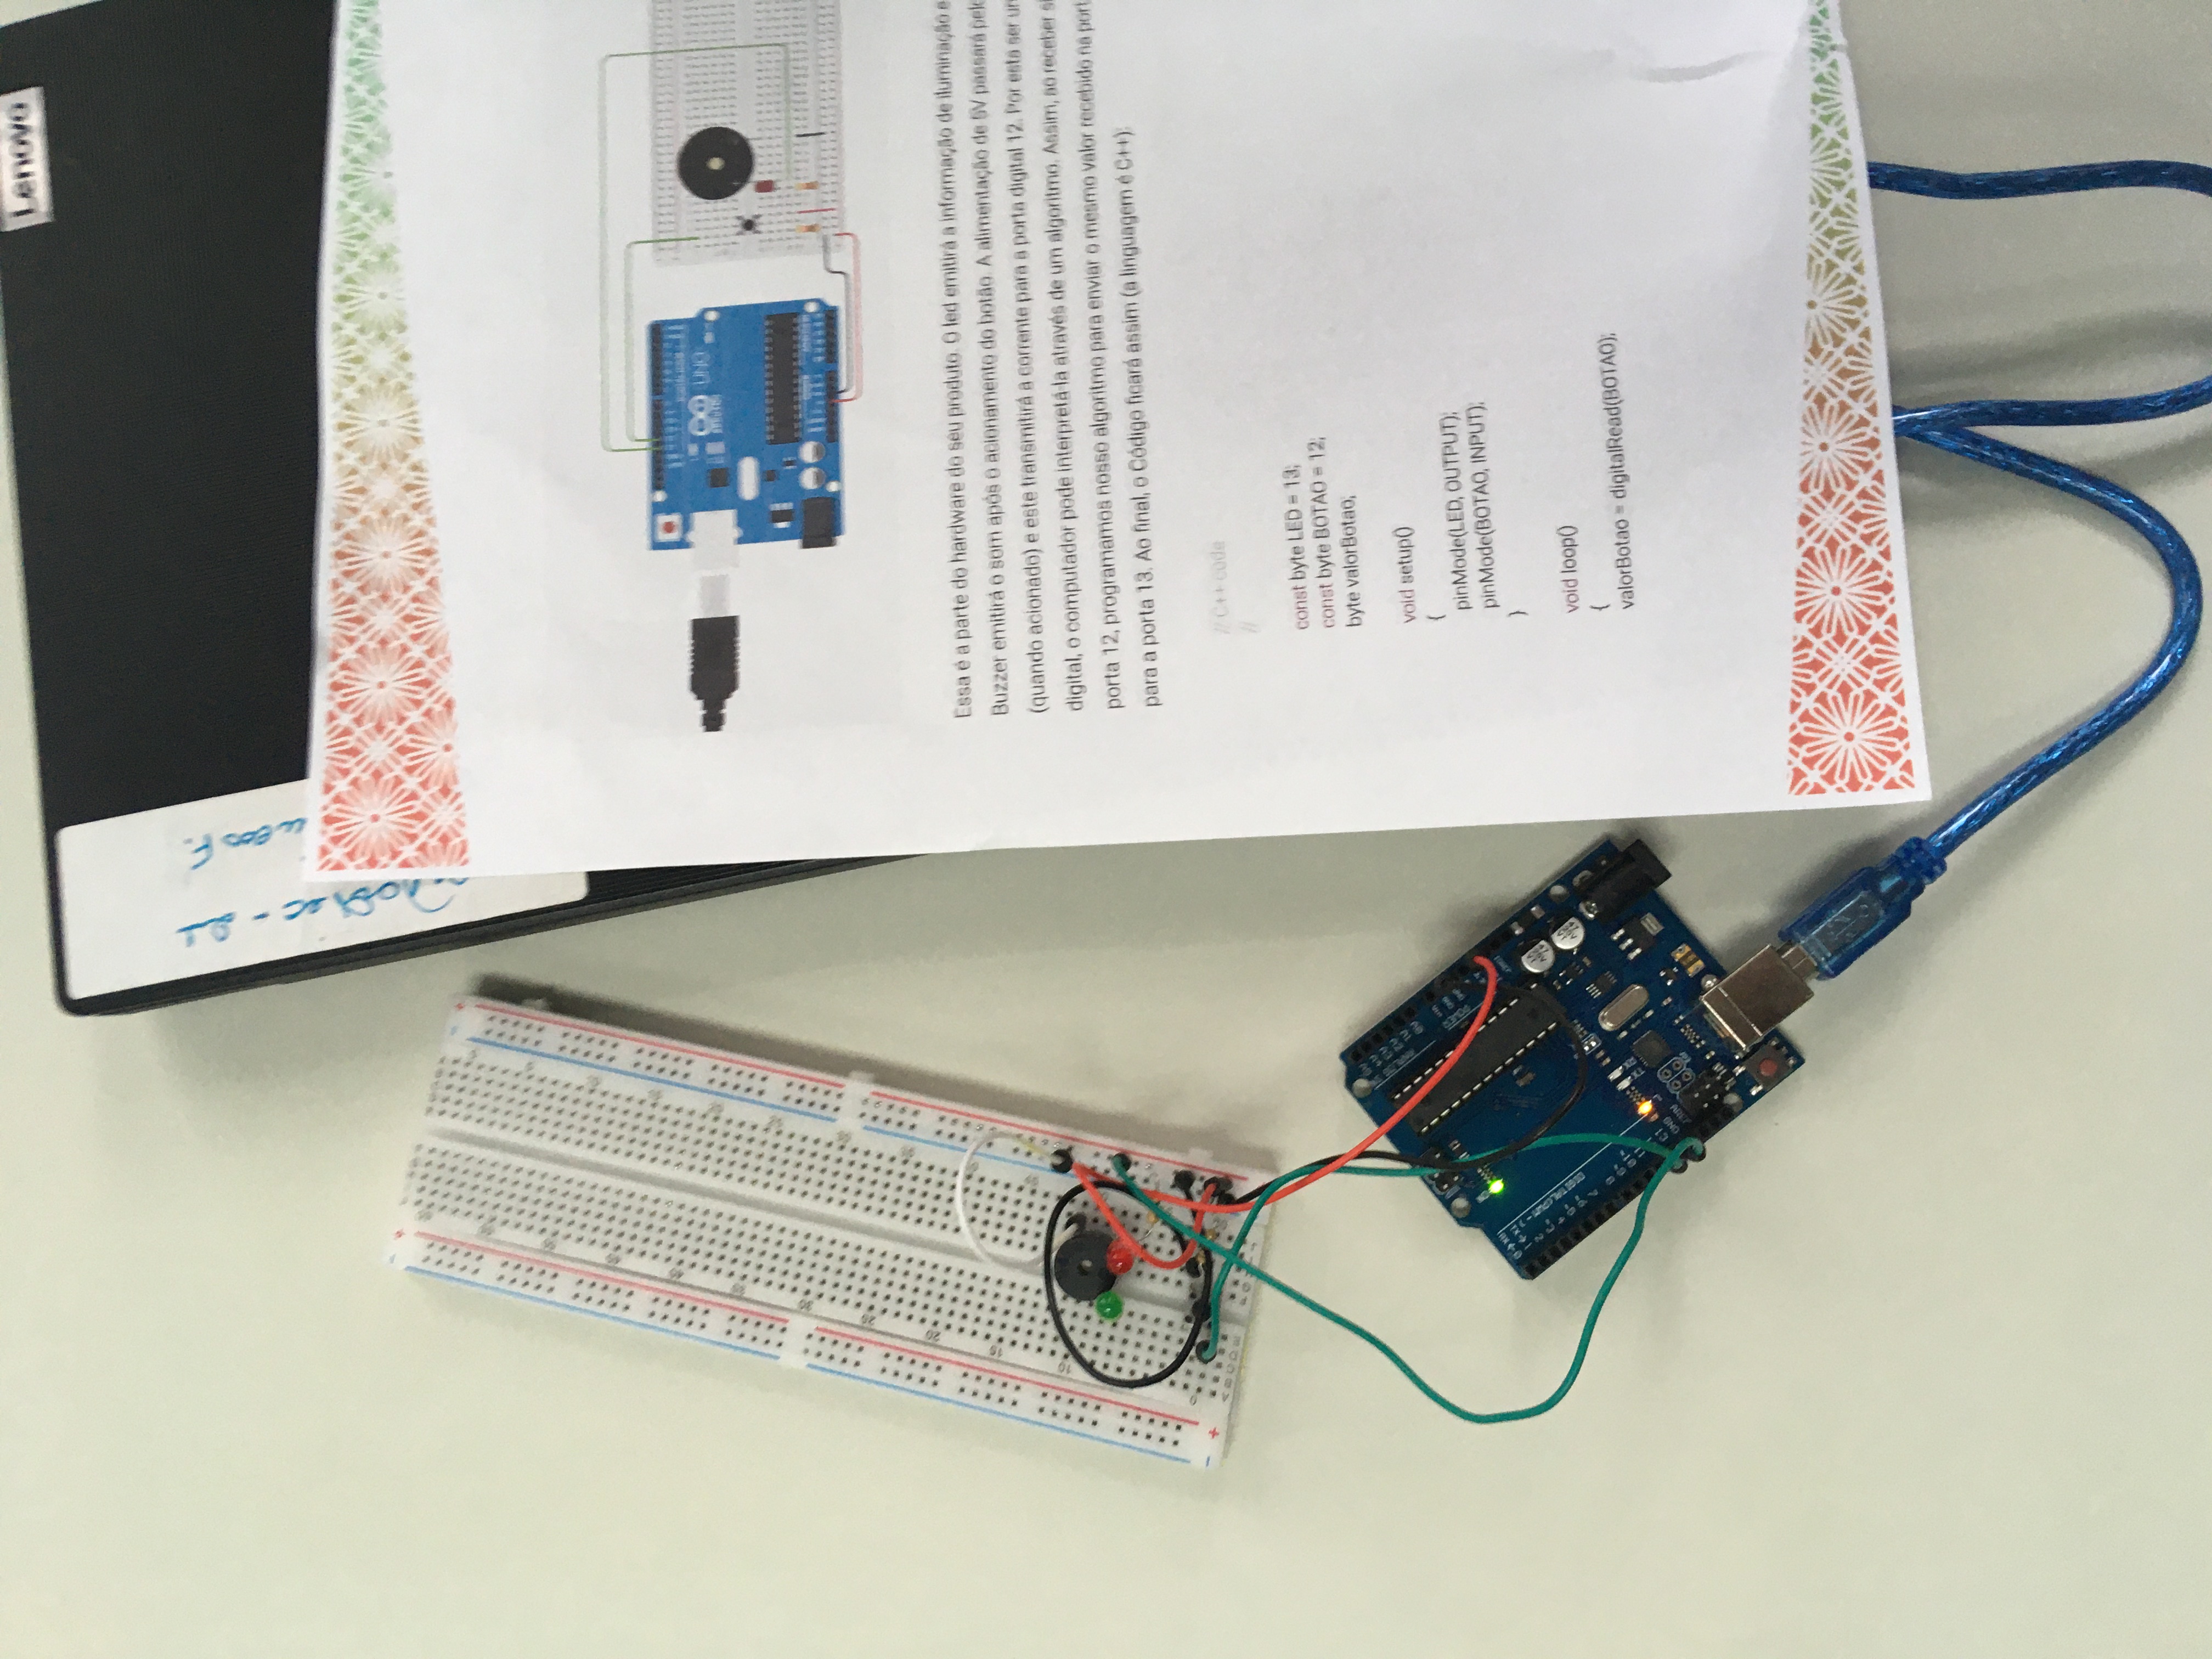 Lenovo
UNO
Essa é a parte do hardware do seu produto. O led emitirá a informação de iluminação e
Buzzer emitirá o som após o acionamento do botão. A alimentação de 5V passará pelo
(quando acionado) e este transmitirá a corrente para a porta digital 12. Por esta ser
digital, o computador pode interpretá-la através de um algoritmo. Assim, ao receber
porta 12, programamos nosso algoritmo para enviar o mesmo valor recebido na
para a porta 13. Ao final, o Código ficará assim (a linguagem é C++):
// C++ code
//
const byte LED = 13;
const byte BOTAO = 12;
byte valorBotao;
void setup()
{
pinMode(LED, OUTPUT);
pinMode(BOTAO, INPUT);
}
void loop()
{
valorBotao = digitalRead(BOTAO);